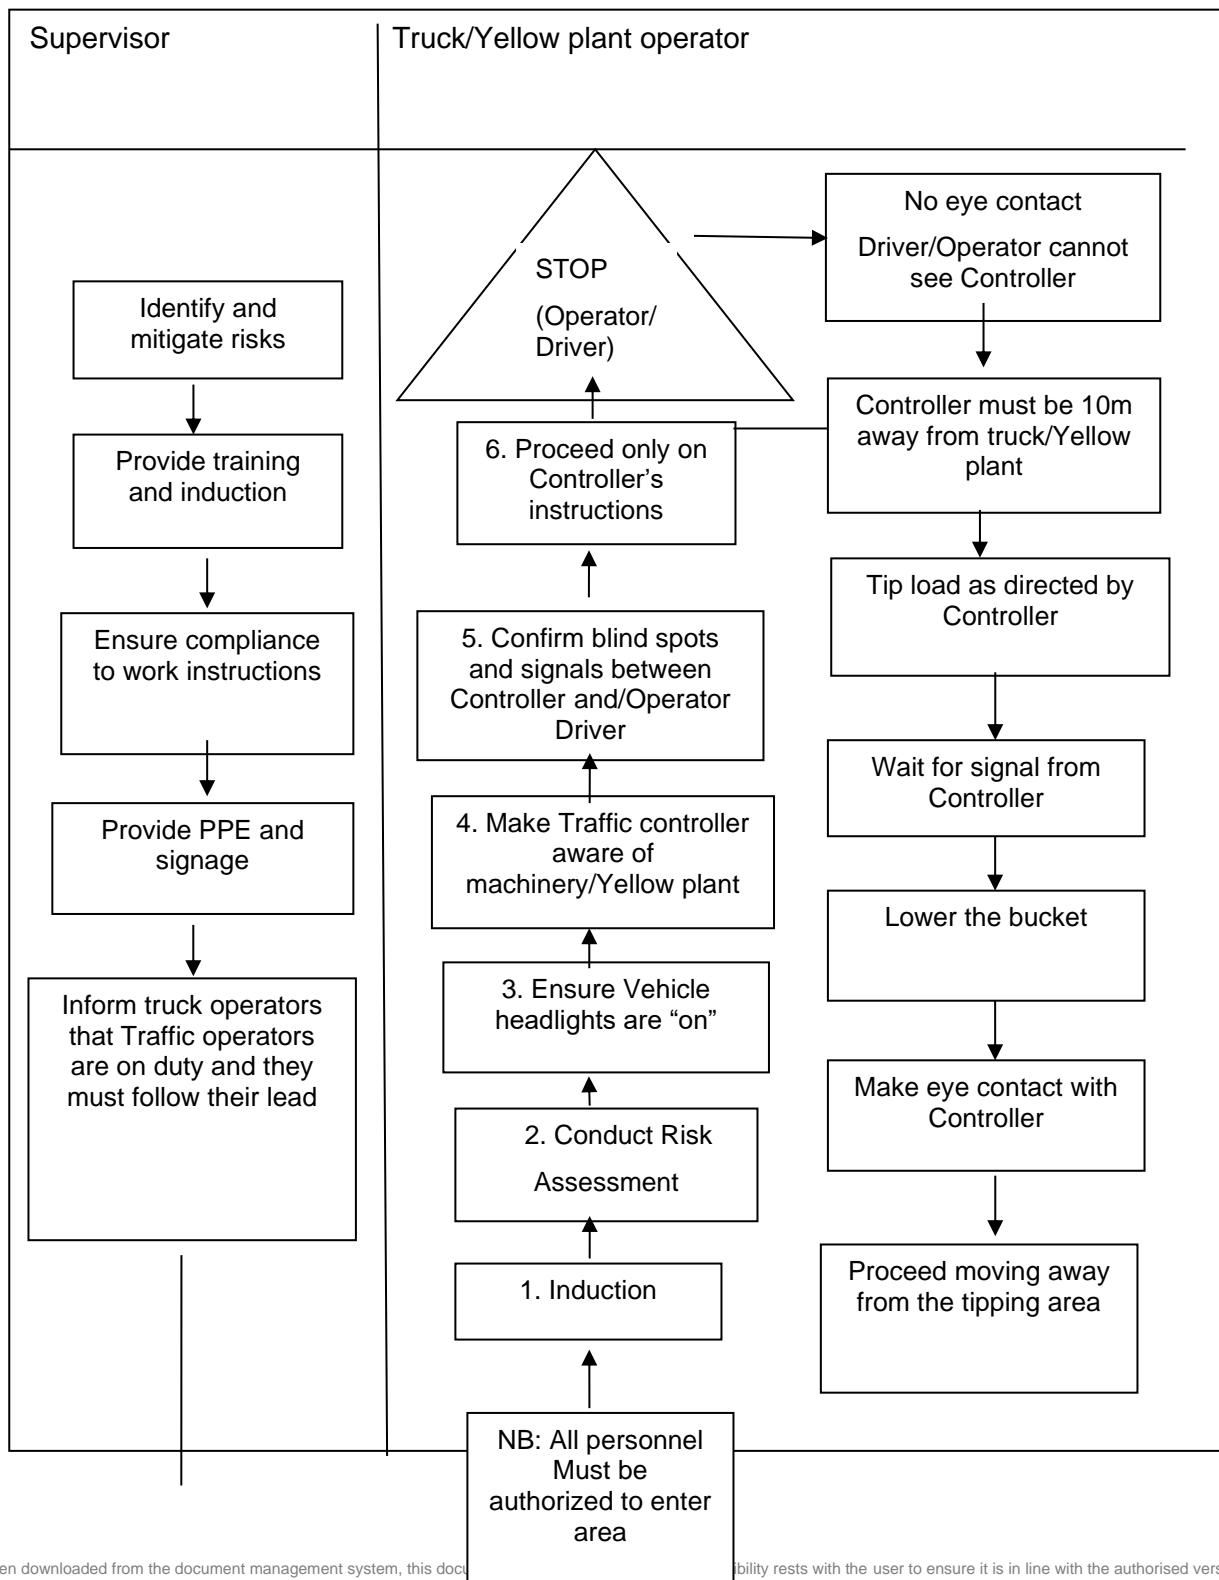 Supervisor
Truck/Yellow plant operator
Identify and
mitigate risks
Provide training
and induction
Ensure compliance
to work instructions
Provide PPE and
signage
Inform truck operators
that Traffic operators
are on duty and they
must follow their lead
STOP
(Operator/
Driver)
6. Proceed only on
Controller’s
instructions
5. Confirm blind spots
and signals between
Controller and/Operator
Driver
4. Make Traffic controller
aware of
machinery/Yellow plant
3. Ensure Vehicle
headlights are “on”
2. Conduct Risk
Assessment
1. Induction
NB: All personnel
Must be
authorized to enter
area
No eye contact
Driver/Operator cannot
see Controller
Controller must be 10m
away from truck/Yellow
plant
Tip load as directed by
Controller
Wait for signal from
Controller
Lower the bucket
Make eye contact with
Controller
Proceed moving away
from the tipping area
downloaded from the document management system, this rests with the user to ensure it is in line with the authorised